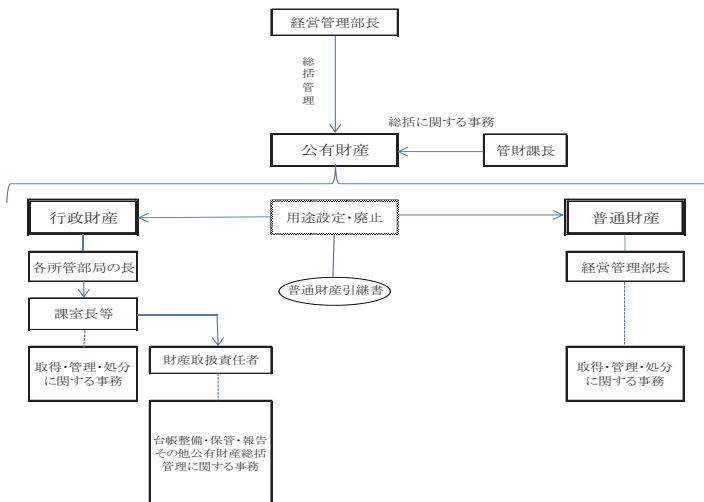 経営管理部長
総括管理
総括に関する事務
公有財産
管財課長
行政財産
用途設定・廃止
普通財産
各所管部局の長
経営管理部長
普通財産引継書
課室長等
取得・管理・処分
に関する事務
財産取扱責任者
取得・管理・処分
に関する事務
台帳整備・保管・報告
その他公有財産総括
管理に関する事務